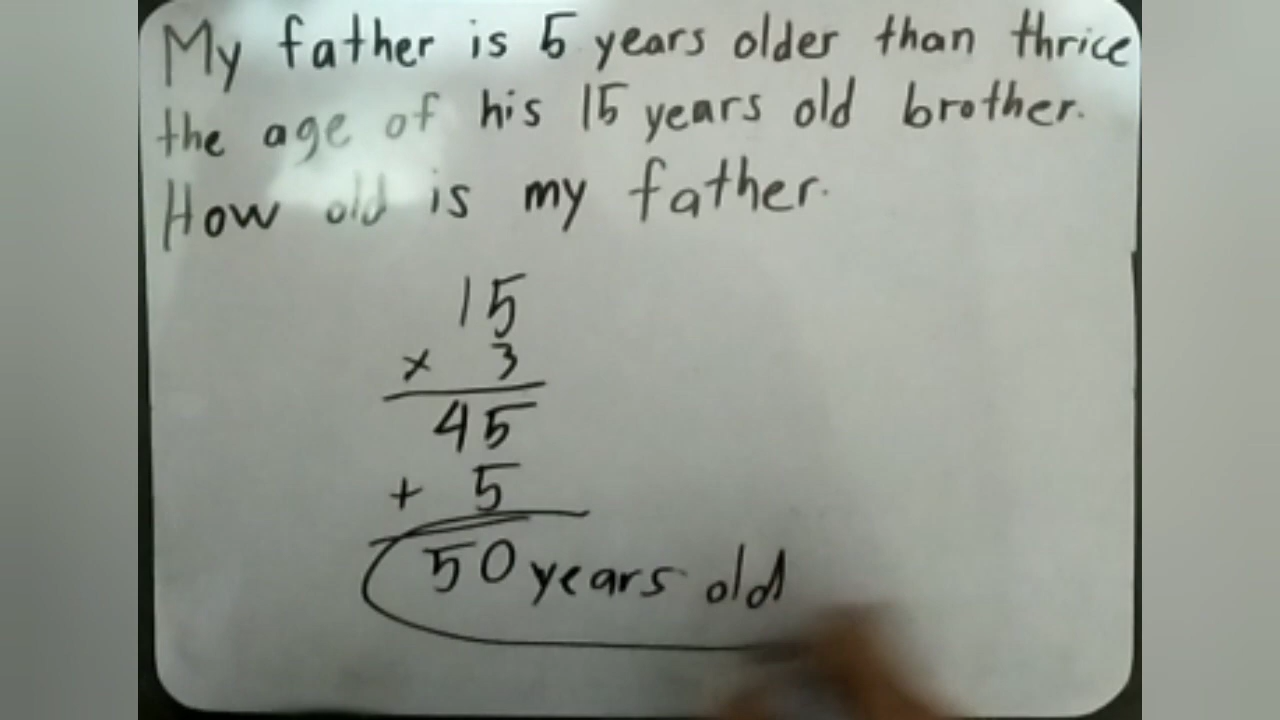 My father is 5 years older than thrice
the age of his 15 years old brother.
How old is my father.
15
x 3
45
+ 5
50 years old